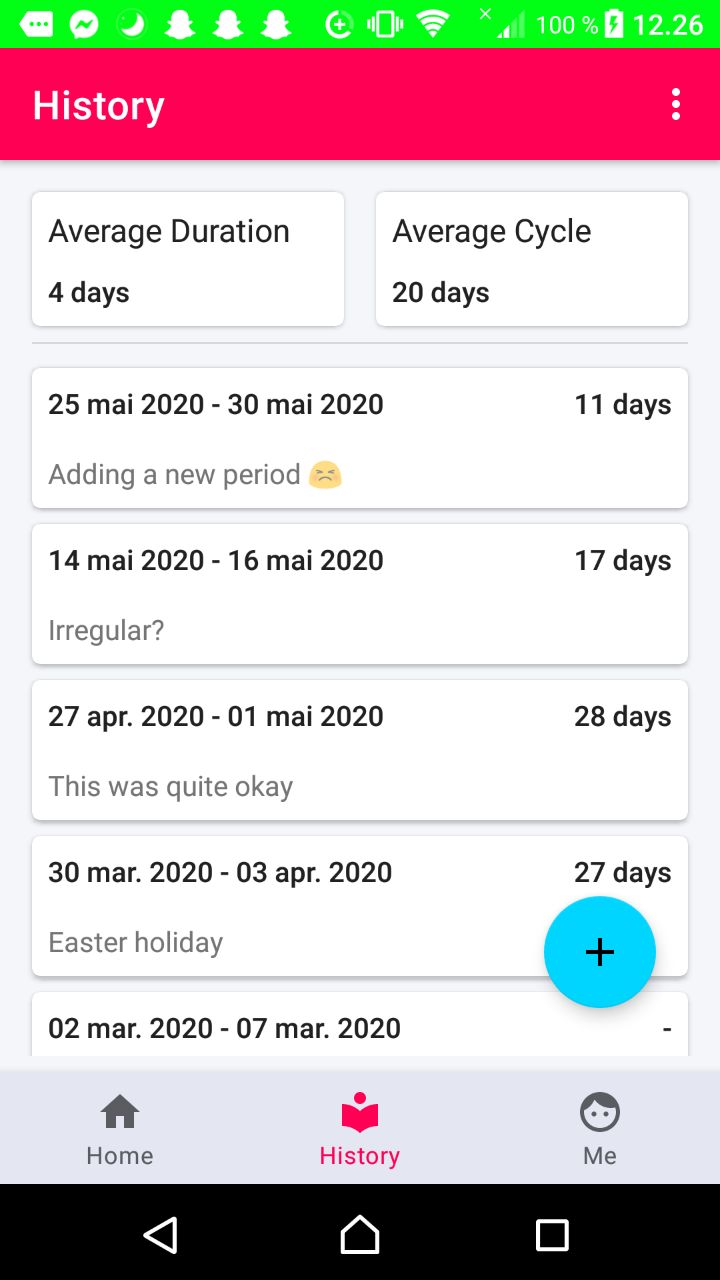 100 % 12.26
History
Average Duration
4 days
Average Cycle
20 days
25 mai 2020 - 30 mai 2020 11 days
Adding a new period 😣
14 mai 2020 - 16 mai 2020 17 days
Irregular?
27 apr. 2020 - 01 mai 2020 28 days
This was quite okay
30 mar. 2020 - 03 apr. 2020 27 days
Easter holiday
02 mar. 2020 - 07 mar. 2020 -
Home
History
Me